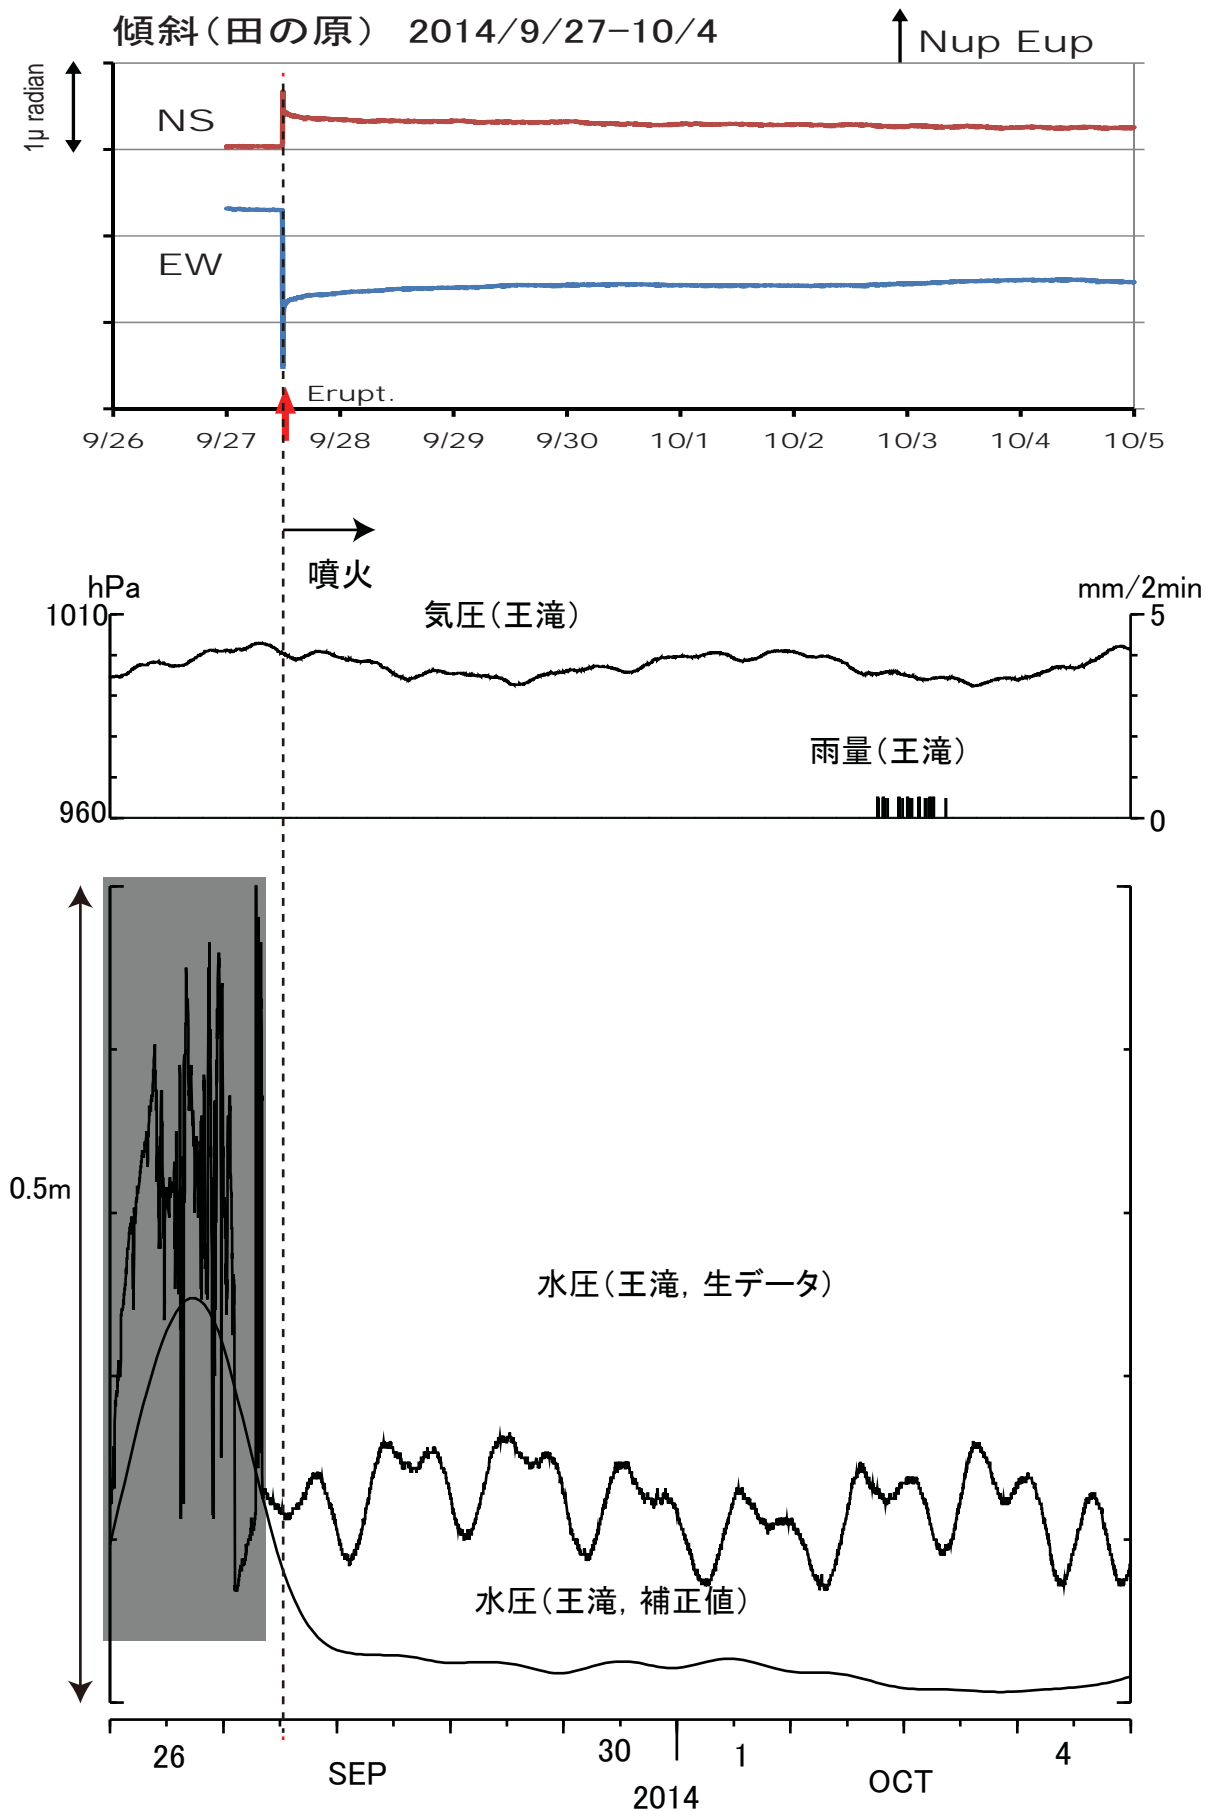 傾斜（田の原） 2014/9/27-10/4
Nup Eup
1μ radian
NS
EW
Erupt.
9/26 9/27 9/28 9/29 9/30 10/1 10/2 10/3 10/4 10/5
噴火
hPa
mm/2min
1010
5
気圧（王滝）
雨量（王滝）
960
0
0.5m
水圧（王滝, 生データ）
水圧（王滝, 補正値）
26 30 1 4
SEP OCT
2014